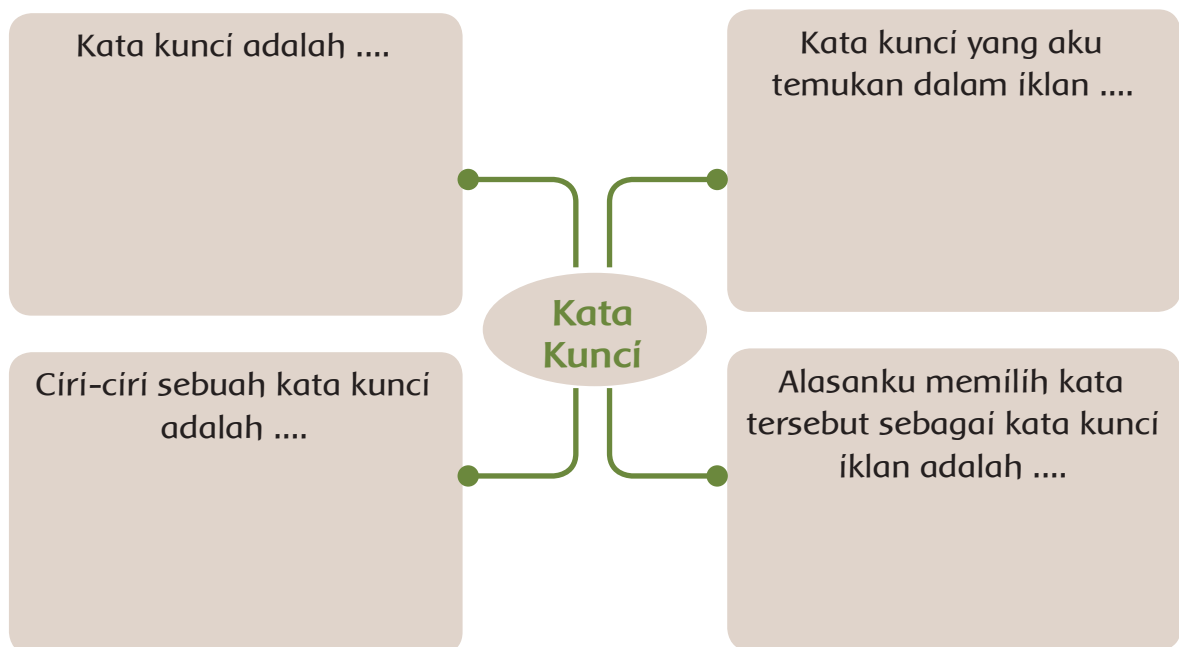 Kata kunci adalah ....
Kata kunci yang aku
temukan dalam iklan ....
Kata
Kunci
Ciri-ciri sebuah kata kunci
adalah ....
Alasanku memilih kata
tersebut sebagai kata kunci
iklan adalah ....